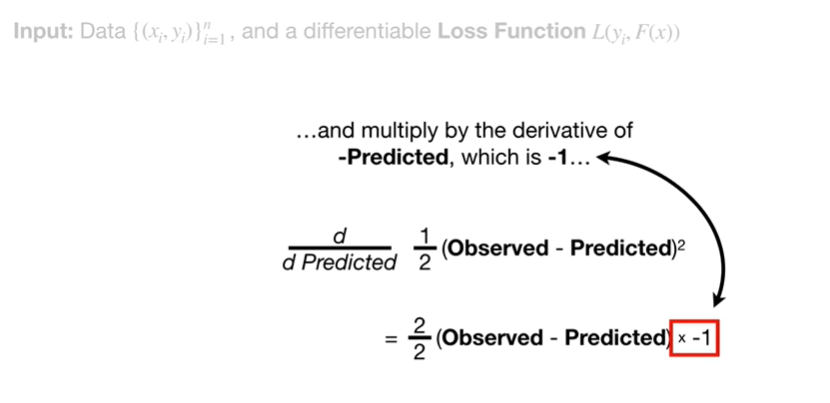 Input: Data {(xᵢ, yᵢ)}ⁿᵢ₌₁, and a differentiable Loss Function L(yᵢ, F(x))
…and multiply by the derivative of
-Predicted, which is -1…
d/d Predicted 1/2 (Observed - Predicted)²
= 2/2 (Observed - Predicted) × -1